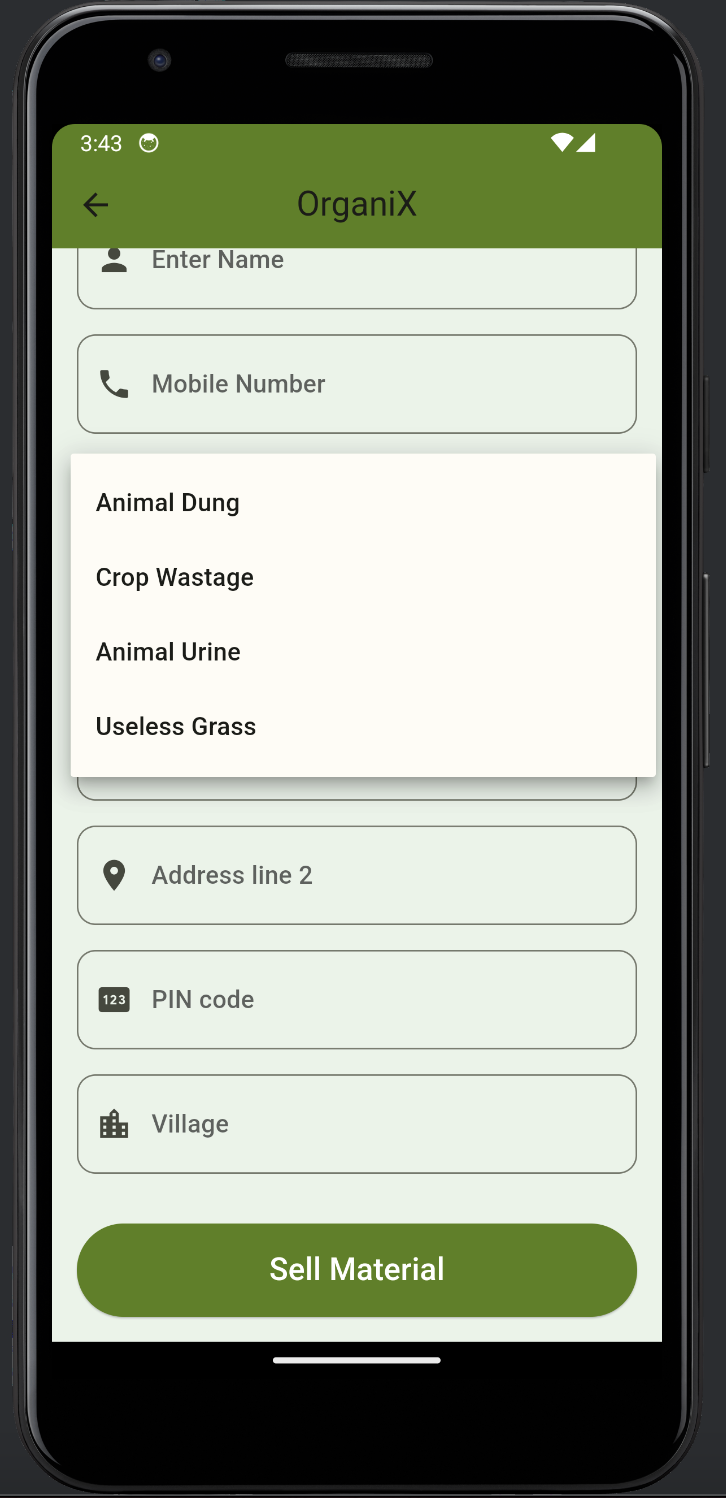 3:43
OrganiX
Enter Name
Mobile Number
Animal Dung
Crop Wastage
Animal Urine
Useless Grass
Address line 2
123 PIN code
Village
Sell Material